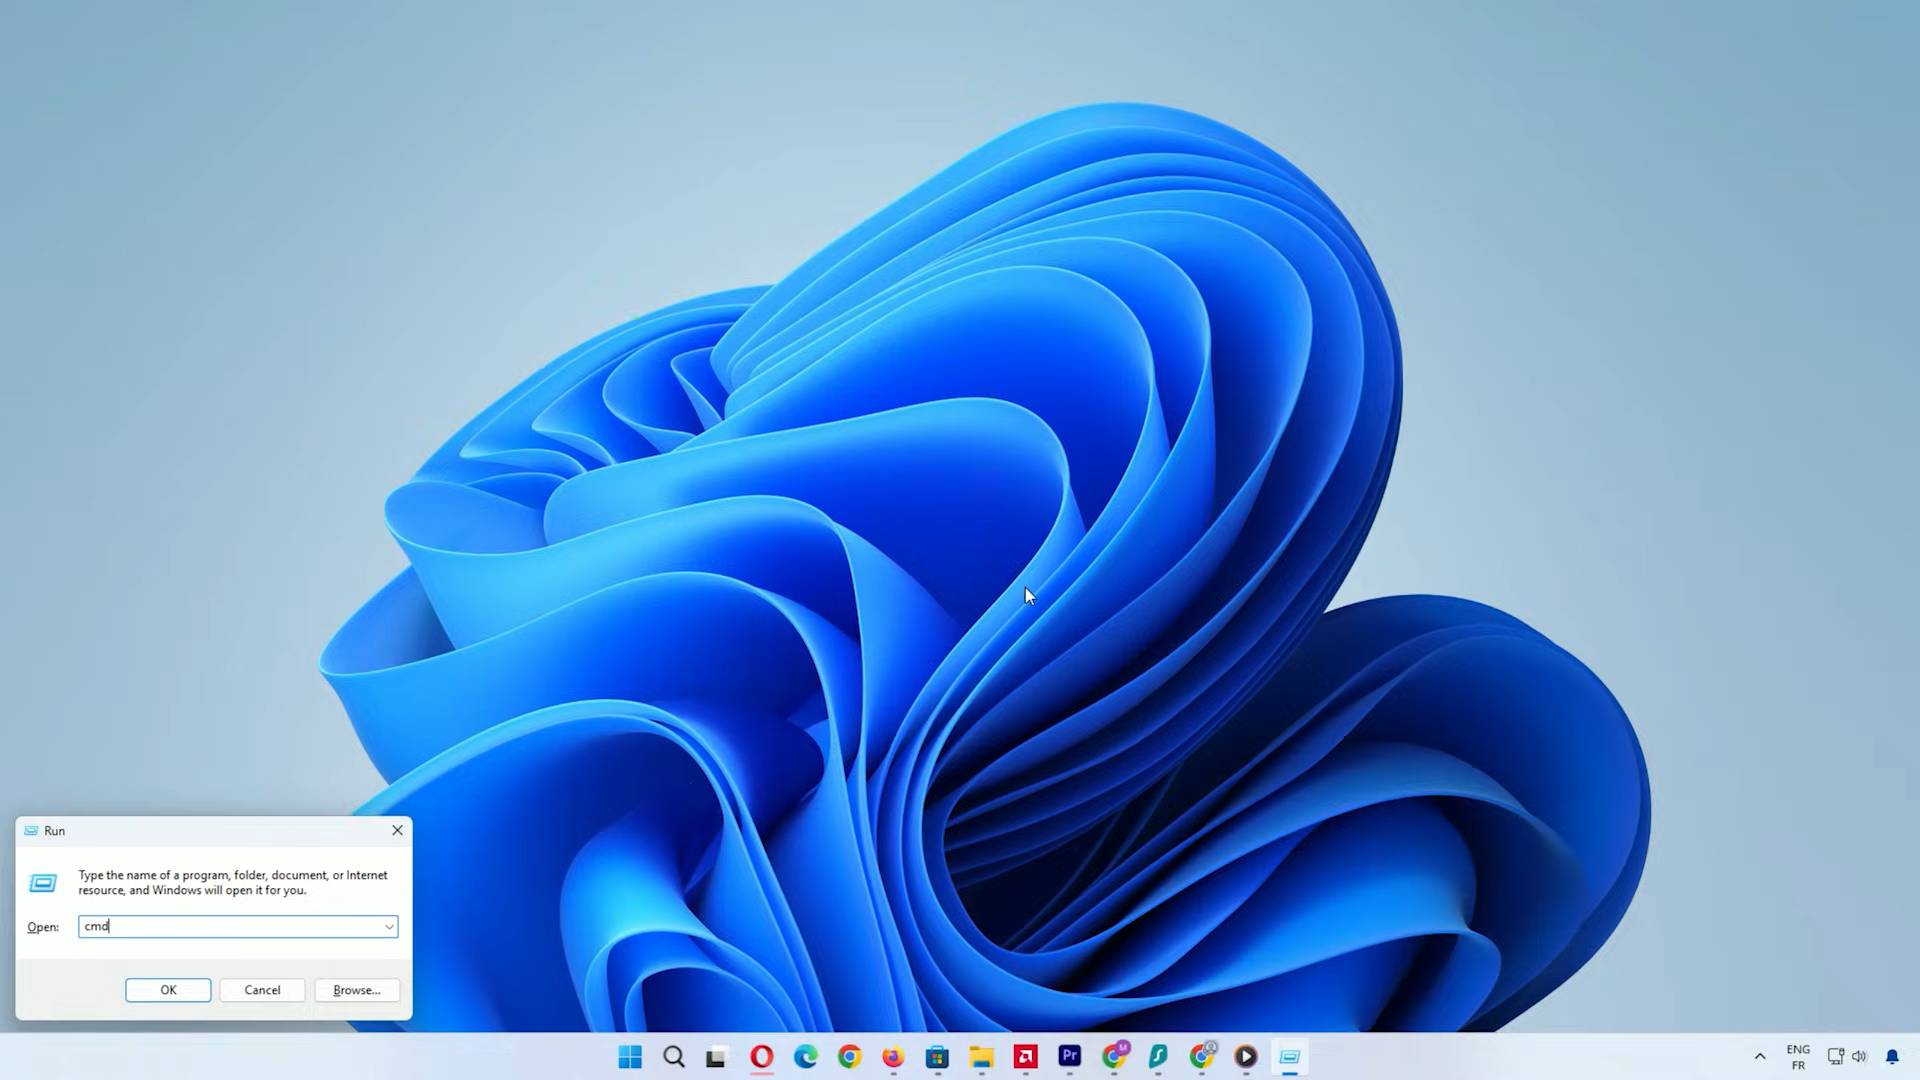 Run
Type the name of a program, folder, document, or Internet
resource, and Windows will open it for you.
Open:
cmd
OK
Cancel
Browse...
Pr
M
ENG
FR